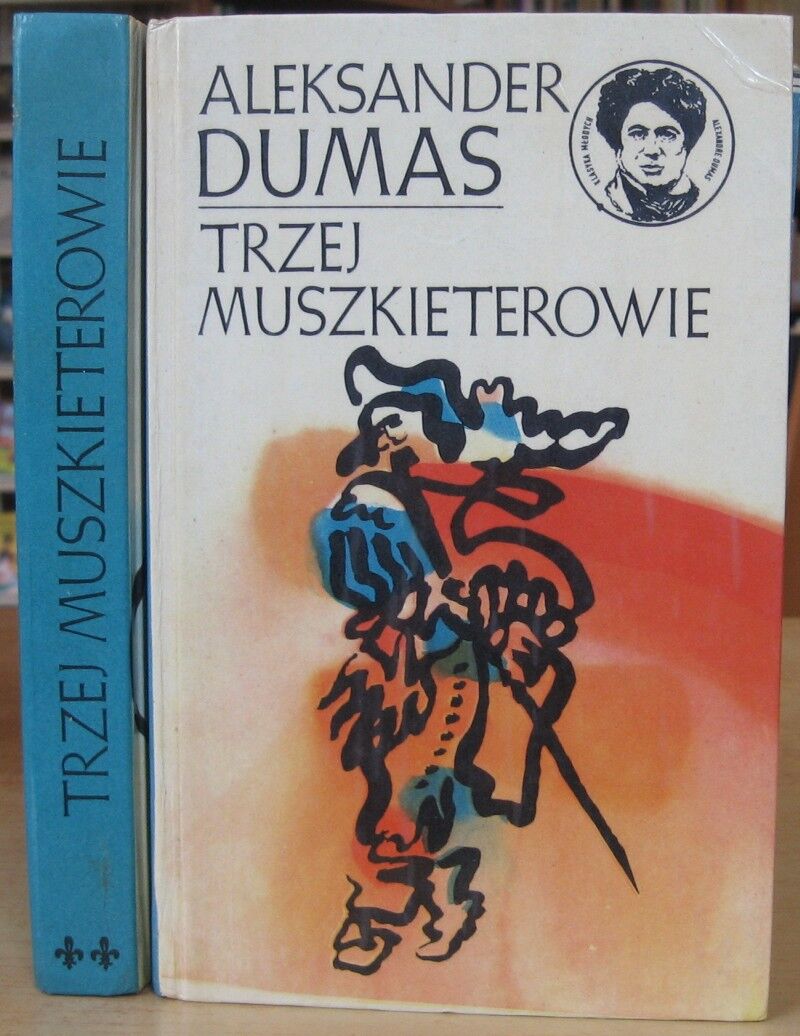 TRZEJ MUSZKIETEROWIE
ALEKSANDER
DUMAS
TRZEJ
MUSZKIETEROWIE
KLASYKA MŁODYCH
ALEXANDRE DUMAS